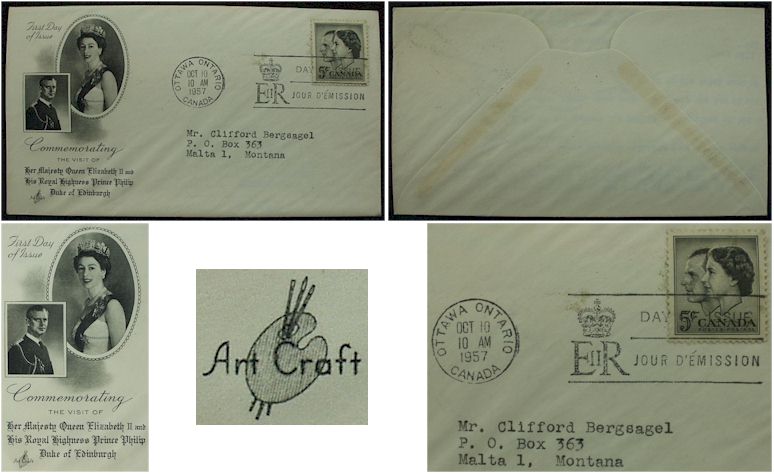 First Day
of Issue
Commemorating
THE VISIT OF
Her Majesty Queen Elizabeth II and
His Royal Highness Prince Philip
Duke of Edinburgh
Art Craft
OTTAWA ONTARIO
OCT 10
10 AM
1957
CANADA
DAY ISSUE
EIIR JOUR D'ÉMISSION
5¢ CANADA
Mr. Clifford Bergsagel
P. O. Box 363
Malta 1, Montana
First Day
of Issue
Commemorating
THE VISIT OF
Her Majesty Queen Elizabeth II and
His Royal Highness Prince Philip
Duke of Edinburgh
Art Craft
Art Craft
OTTAWA ONTARIO
OCT 10
10 AM
1957
CANADA
DAY ISSUE
EIIR JOUR D'ÉMISSION
5¢ CANADA
POSTES POSTAGE
Mr. Clifford Bergsagel
P. O. Box 363
Malta 1, Montana